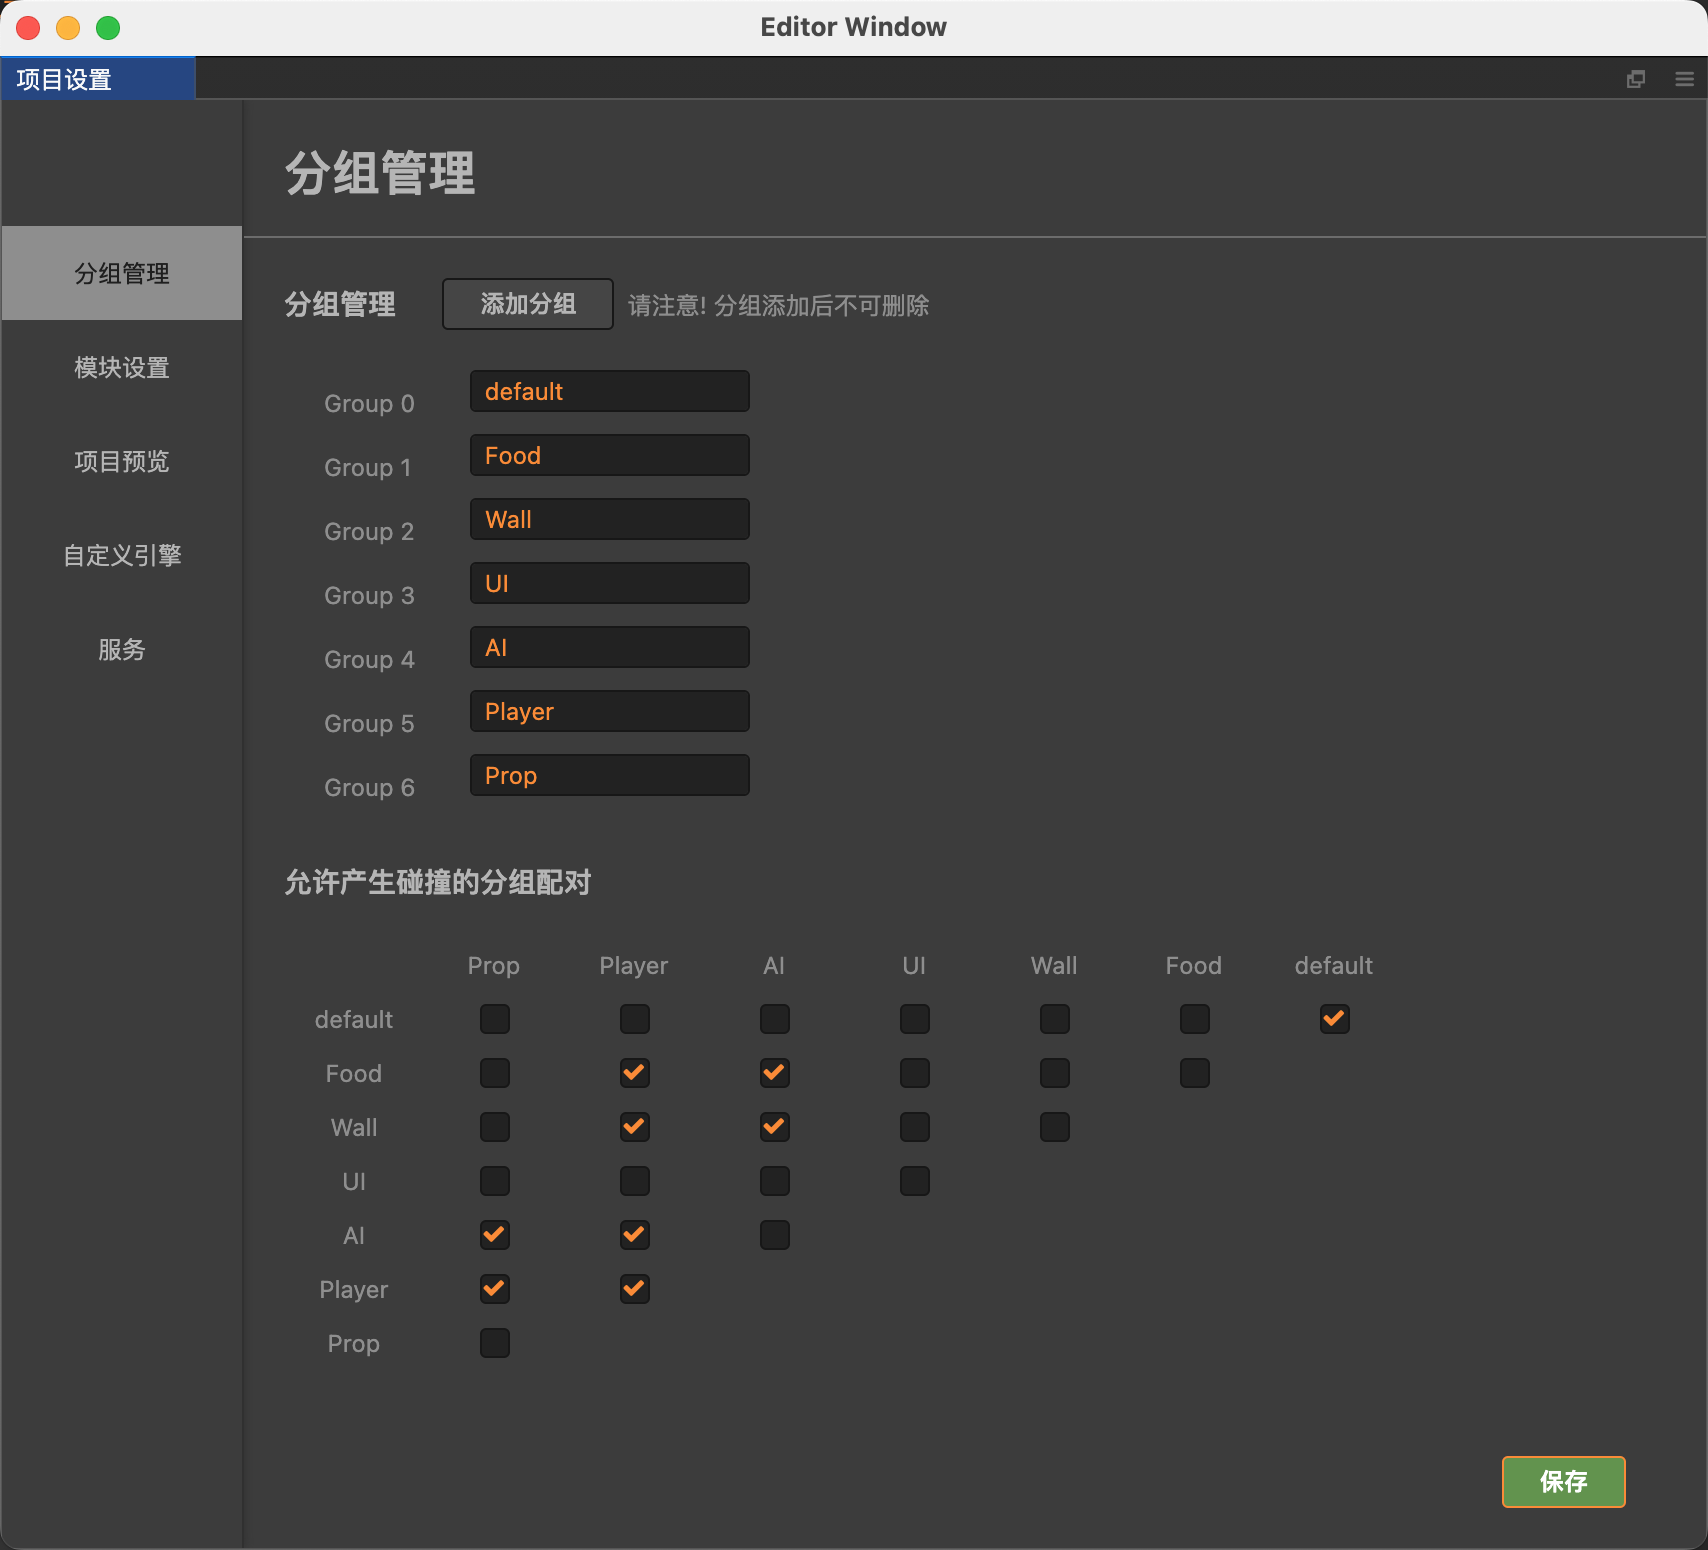 Editor Window
项目设置
分组管理
分组管理
模块设置
项目预览
自定义引擎
服务
分组管理 添加分组 请注意! 分组添加后不可删除
Group 0 default
Group 1 Food
Group 2 Wall
Group 3 UI
Group 4 AI
Group 5 Player
Group 6 Prop
允许产生碰撞的分组配对
Prop Player AI UI Wall Food default
default
Food
Wall
UI
AI
Player
Prop
保存